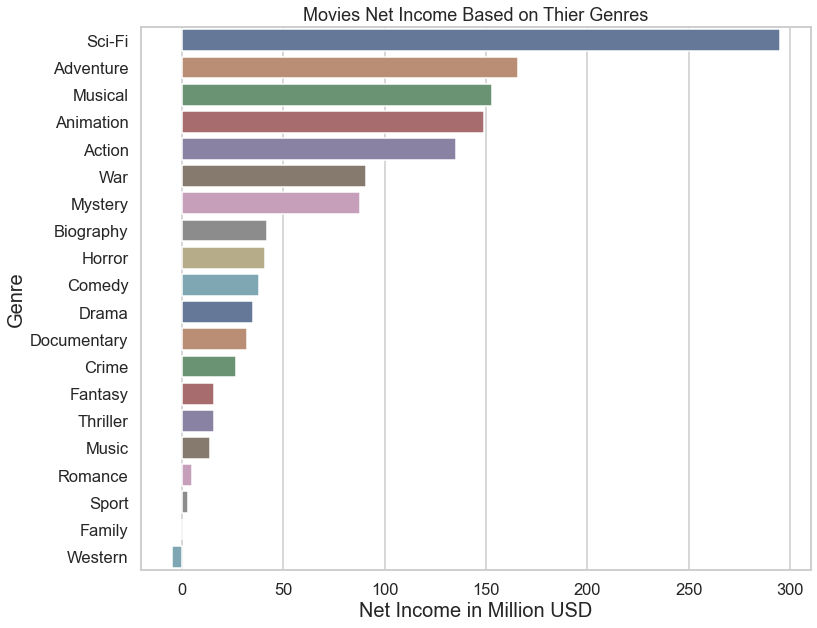 Movies Net Income Based on Thier Genres
Genre
Sci-Fi
Adventure
Musical
Animation
Action
War
Mystery
Biography
Horror
Comedy
Drama
Documentary
Crime
Fantasy
Thriller
Music
Romance
Sport
Family
Western
0 50 100 150 200 250 300
Net Income in Million USD